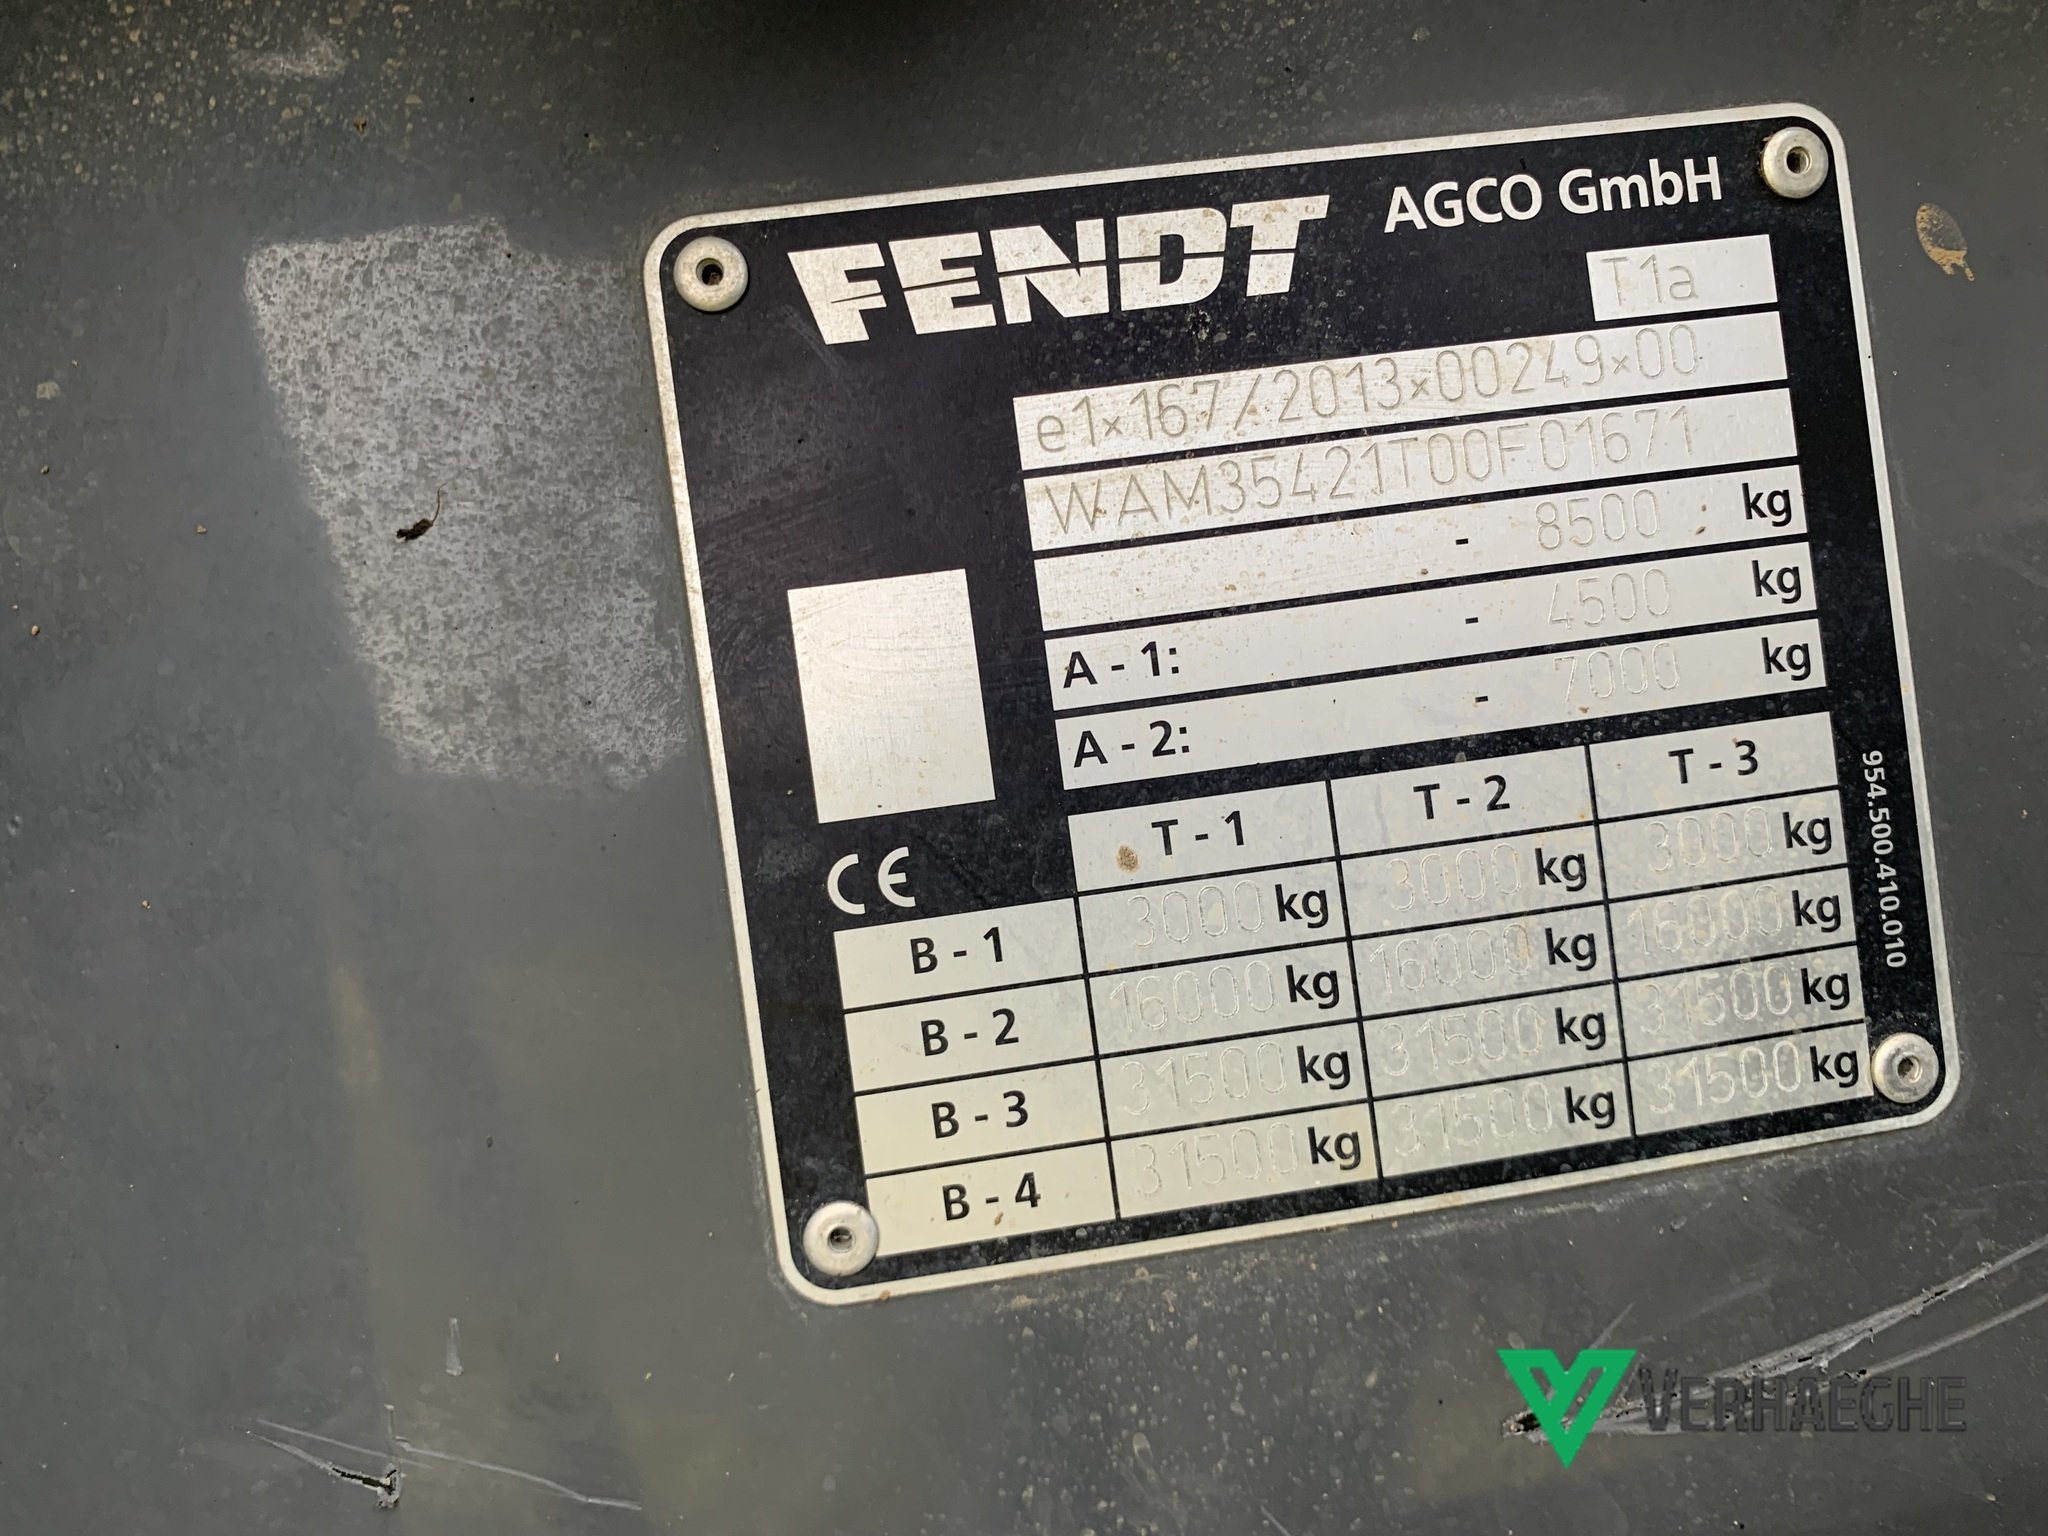 FENDT AGCO GmbH
T1a
e1×167/2013×00249×00
WAM35421T00F01671
- 8500 kg
A - 1: - 4500 kg
A - 2: - 7000 kg
T - 1 T - 2 T - 3
CE
B - 1 3000 kg 3000 kg 3000 kg
B - 2 16000 kg 16000 kg 16000 kg
B - 3 31500 kg 31500 kg 31500 kg
B - 4 31500 kg 31500 kg 31500 kg
954.500.410.010
VERHAEGHE